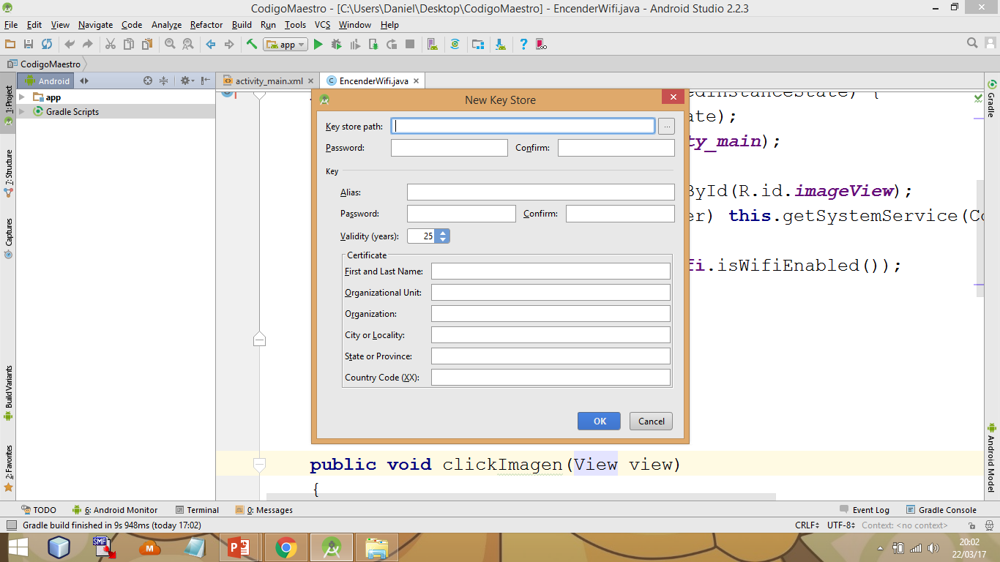 CodigoMaestro - [C:\Users\Daniel\Desktop\CodigoMaestro] - EncenderWifi.java - Android Studio 2.2.3
File Edit View Navigate Code Analyze Refactor Build Run Tools VCS Window Help
app
CodigoMaestro
Android
activity_main.xml
EncenderWifi.java
1: Project
7: Structure
Captures
Build Variants
2: Favorites
app
Gradle Scripts
edInstanceState) {
ate);
ty_main);
ById(R.id.imageView);
er) this.getSystemService(Co
fi.isWifiEnabled());
New Key Store
Key store path:
...
Password: Confirm:
Key
Alias:
Password: Confirm:
Validity (years): 25
Certificate
First and Last Name:
Organizational Unit:
Organization:
City or Locality:
State or Province:
Country Code (XX):
OK Cancel
public void clickImagen(View view)
{
Gradle
Android Model
TODO 6: Android Monitor Terminal 0: Messages Event Log Gradle Console
Gradle build finished in 9s 948ms (today 17:02) CRLF UTF-8 Context: <no context>
SMF
20:02
22/03/17